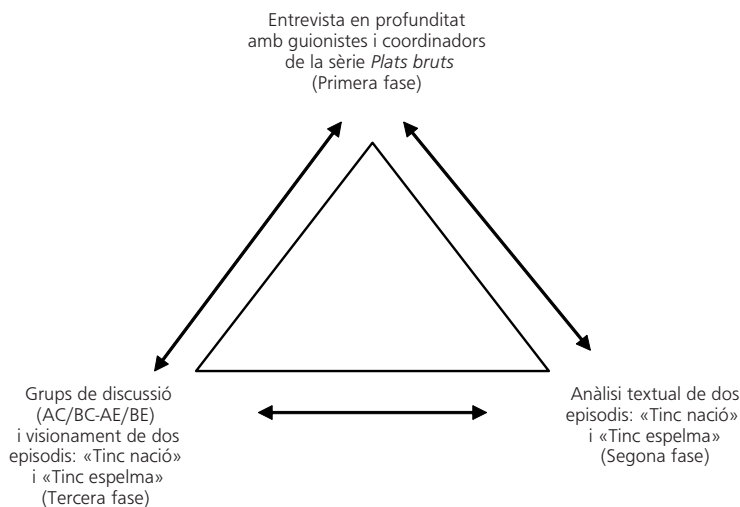 Entrevista en profunditat
amb guionistes i coordinadors
de la sèrie Plats bruts
(Primera fase)
Grups de discussió
(AC/BC-AE/BE)
i visionament de dos
episodis: «Tinc nació»
i «Tinc espelma»
(Tercera fase)
Anàlisi textual de dos
episodis: «Tinc nació»
i «Tinc espelma»
(Segona fase)